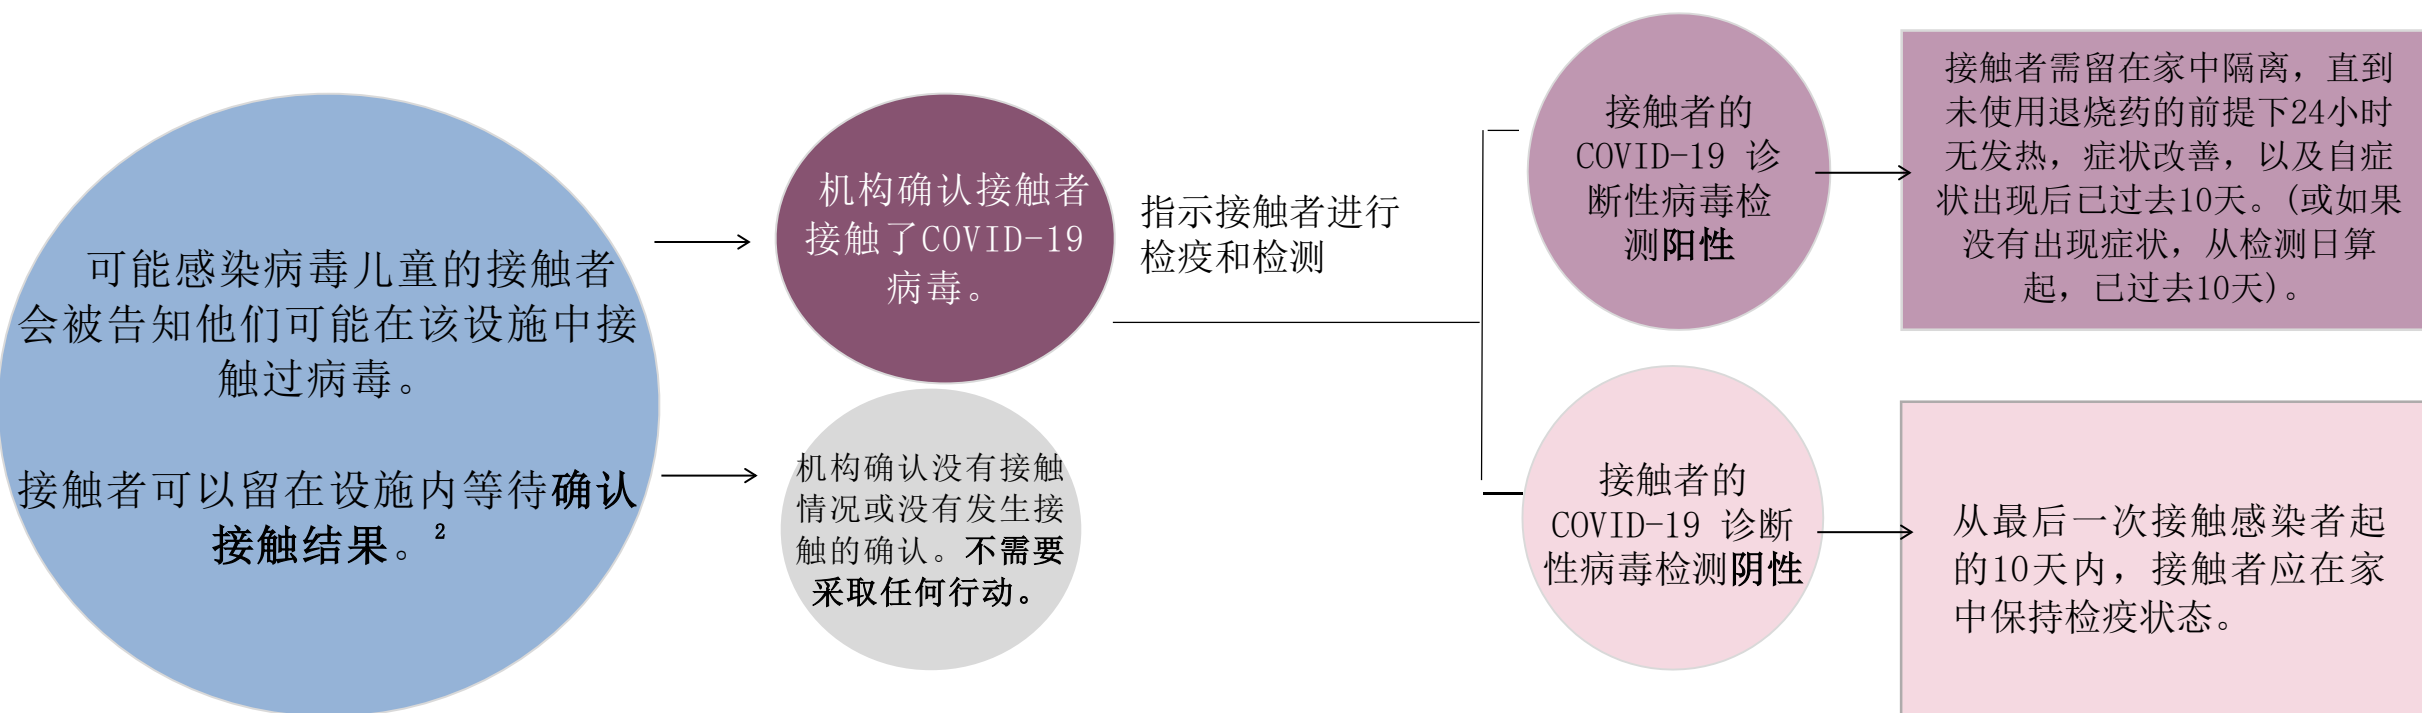 可能感染病毒儿童的接触者
会被告知他们可能在该设施中接
触过病毒。
接触者可以留在设施内等待确认
接触结果。²
机构确认接触者
接触了COVID-19
病毒。
机构确认没有接触
情况或没有发生接
触的确认。不需要
采取任何行动。
指示接触者进行
检疫和检测
接触者的
COVID-19 诊
断性病毒检
测阳性
接触者需留在家中隔离，直到
未使用退烧药的前提下24小时
无发热，症状改善，以及自症
状出现后已过去10天。(或如果
没有出现症状，从检测日算
起，已过去10天)。
接触者的
COVID-19 诊断
性病毒检测阴性
从最后一次接触感染者起
的10天内，接触者应在家
中保持检疫状态。